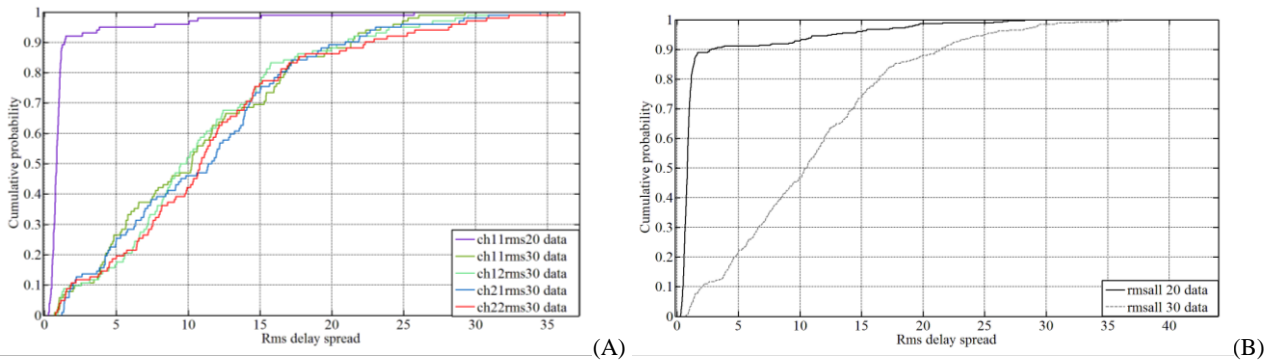 1
0.9
0.8
0.7
0.6
0.5
0.4
0.3
0.2
0.1
0
Cumulative probability
0 5 10 15 20 25 30 35
Rms delay spread
ch11rms20 data
ch11rms30 data
ch12rms30 data
ch21rms30 data
ch22rms30 data
(A)
1
0.9
0.8
0.7
0.6
0.5
0.4
0.3
0.2
0.1
0
Cumulative probability
0 5 10 15 20 25 30 35 40
Rms delay spread
rmsall 20 data
rmsall 30 data
(B)